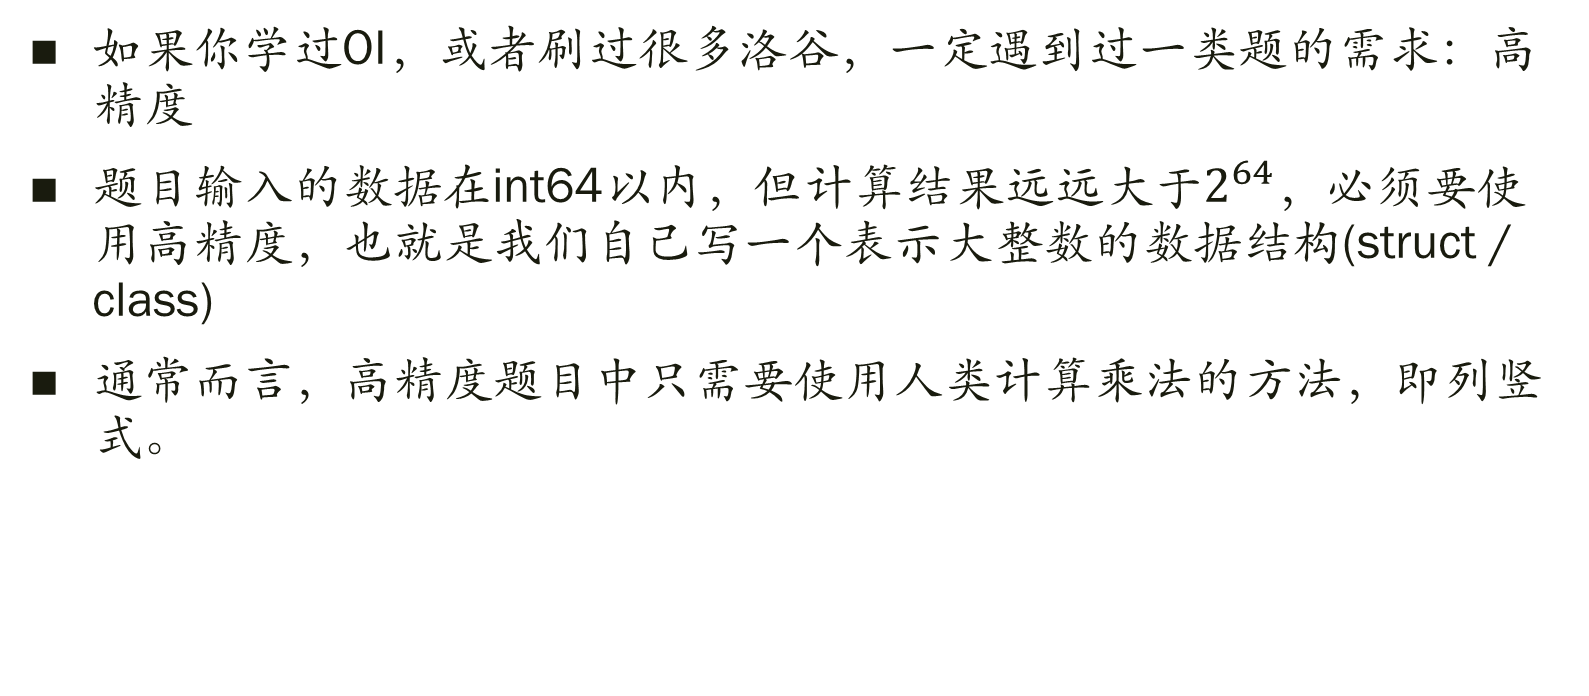 ■ 如果你学过OI，或者刷过很多洛谷，一定遇到过一类题的需求：高
精度
■ 题目输入的数据在int64以内，但计算结果远远大于2⁶⁴，必须要使
用高精度，也就是我们自己写一个表示大整数的数据结构(struct /
class)
■ 通常而言，高精度题目中只需要使用人类计算乘法的方法，即列竖
式。